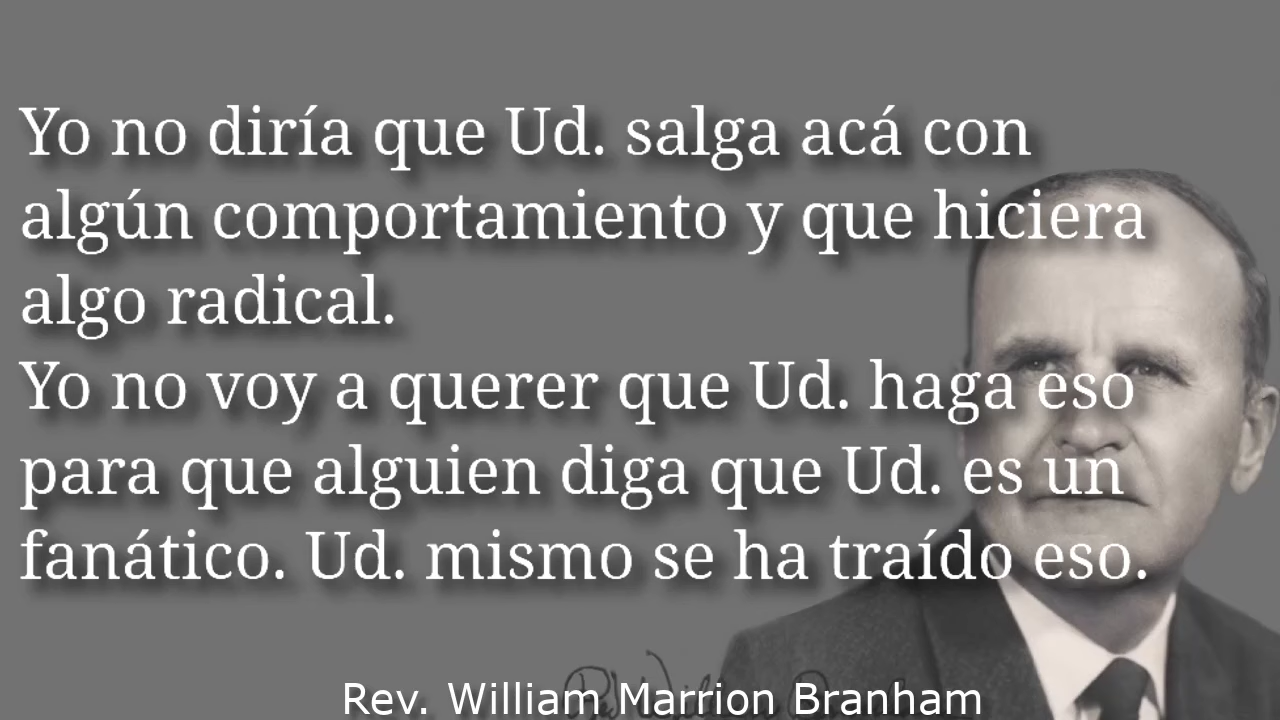 Yo no diría que Ud. salga acá con
algún comportamiento y que hiciera
algo radical.
Yo no voy a querer que Ud. haga eso
para que alguien diga que Ud. es un
fanático. Ud. mismo se ha traído eso.
Rev. William Marrion Branham